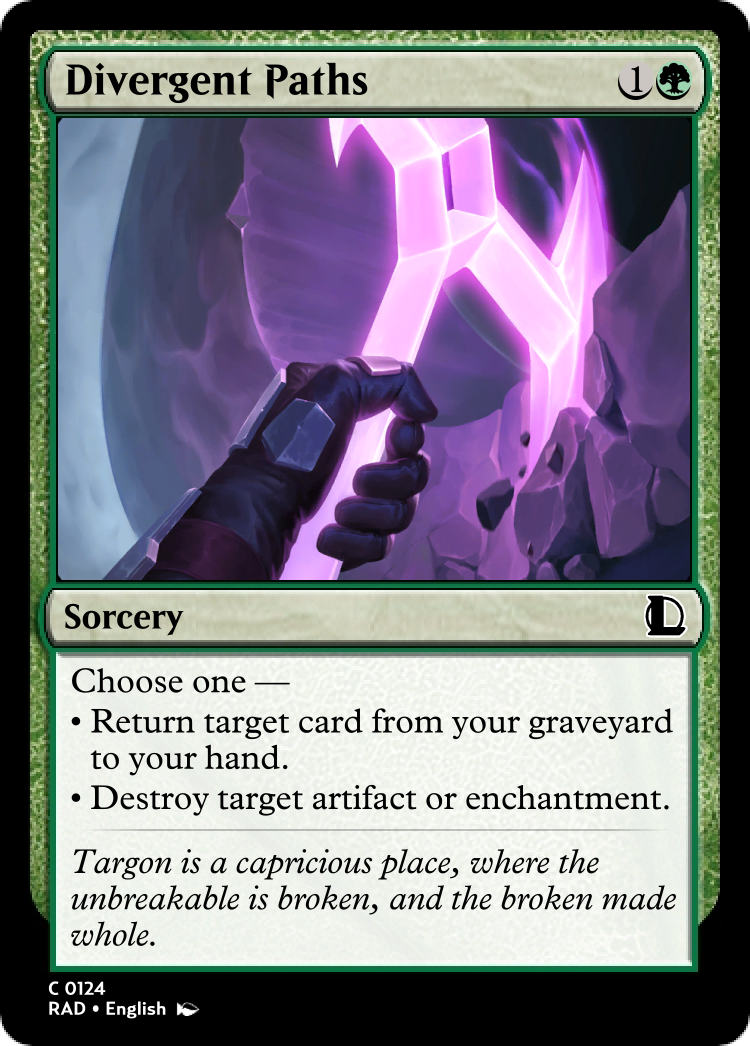 Divergent Paths 1
Sorcery
Choose one —
• Return target card from your graveyard
to your hand.
• Destroy target artifact or enchantment.
Targon is a capricious place, where the
unbreakable is broken, and the broken made
whole.
C 0124
RAD • English